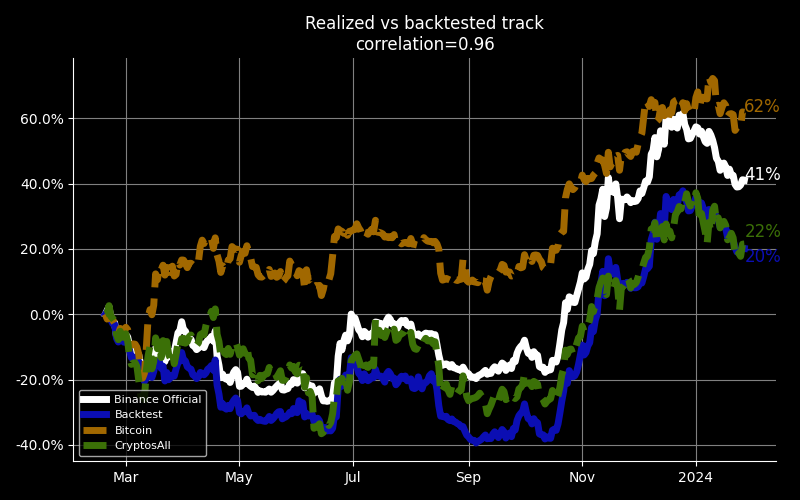 Realized vs backtested track
correlation=0.96
60.0%
40.0%
20.0%
0.0%
-20.0%
-40.0%
62%
41%
22%
20%
Binance Official
Backtest
Bitcoin
CryptosAll
Mar
May
Jul
Sep
Nov
2024